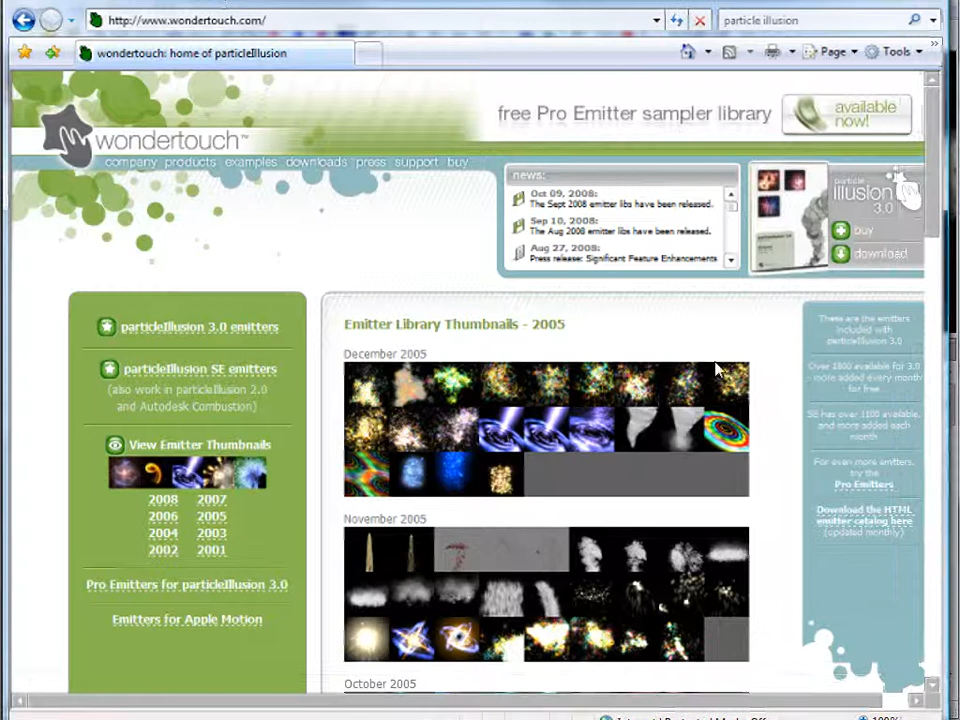 http://www.wondertouch.com/
particle illusion
wondertouch: home of particleIllusion
Page
Tools
free Pro Emitter sampler library
available
now!
wondertouch™
company products examples downloads press support buy
news:
Oct 09, 2008:
The Sept 2008 emitter libs have been released.
Sep 10, 2008:
The Aug 2008 emitter libs have been released.
Aug 27, 2008:
Press release: Significant Feature Enhancements
particle
illusion
3.0
buy
download
particleIllusion 3.0 emitters
particleIllusion SE emitters
(also work in particleIllusion 2.0
and Autodesk Combustion)
View Emitter Thumbnails
2008 2007
2006 2005
2004 2003
2002 2001
Pro Emitters for particleIllusion 3.0
Emitters for Apple Motion
Emitter Library Thumbnails - 2005
December 2005
November 2005
October 2005
These are the emitters
included with
particleIllusion 3.0
Over 1800 available for 3.0
- more added every month
for free
SE has over 1100 available,
and more added each
month
For even more emitters,
try the
Pro Emitters
Download the HTML
emitter catalog here
(updated monthly)